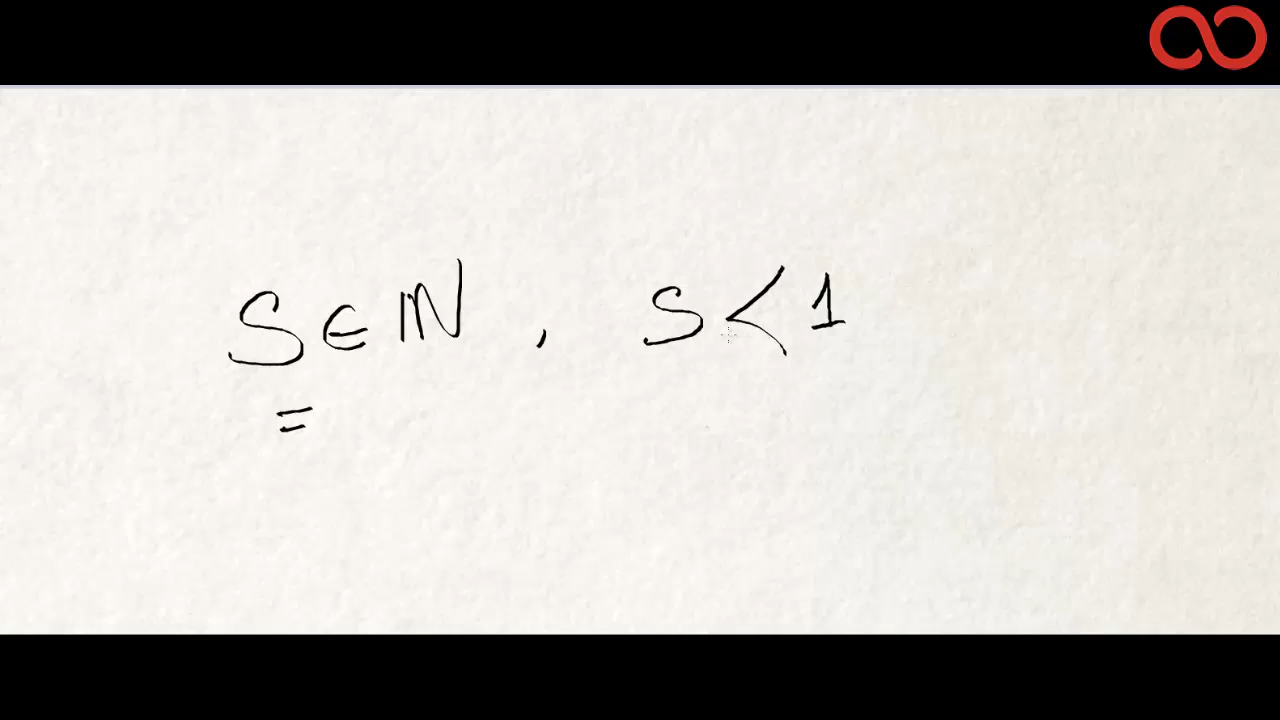 S ∈ ℕ , S < 1
=